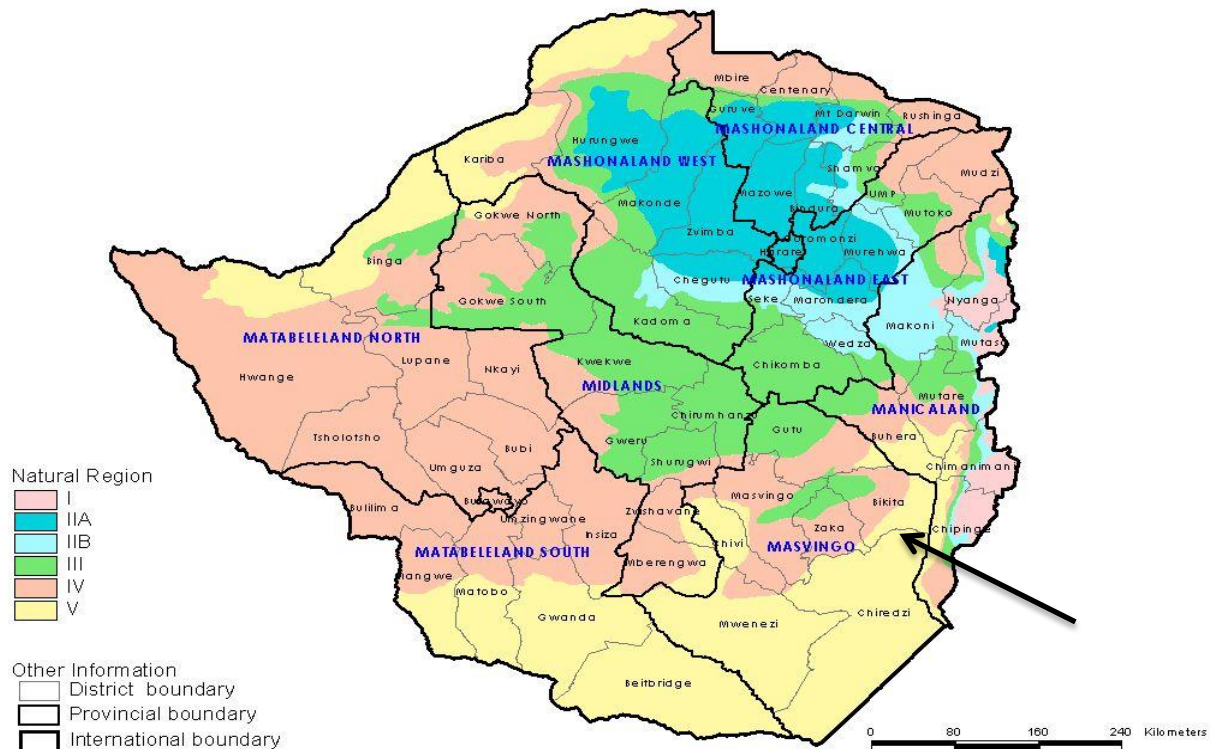 Mbire
Centenary
Guruve
Mt Darwin
Rushinga
MASHONALAND CENTRAL
Hurungwe
MASHONALAND WEST
Kariba
Shamva
Mudzi
UMP
Mazowe
Bindura
Makonde
Mutoko
Gokwe North
Zvimba
Harare
Murehwa
Binga
Chegutu
MASHONALAND EAST
Seke
Marondera
Nyanga
Gokwe South
Kadoma
Makoni
MATABELELAND NORTH
Wedza
Lupane
Kwekwe
Chikomba
Nkayi
Hwange
MIDLANDS
Mutare
MANICALAND
Chirumhanzu
Gutu
Tsholotsho
Gweru
Buhera
Bubi
Umguza
Shurugwi
Chimanimani
Natural Region
I
IIA
IIB
III
IV
V
Masvingo
Bikita
Bulilima
Zvishavane
Umzingwane
Zaka
Chipinge
Insiza
Chivi
MASVINGO
MATABELELAND SOUTH
Mberengwa
Matobo
Chiredzi
Gwanda
Mwenezi
Beitbridge
Other Information
District boundary
Provincial boundary
International boundary
0 80 160 240 Kilometers